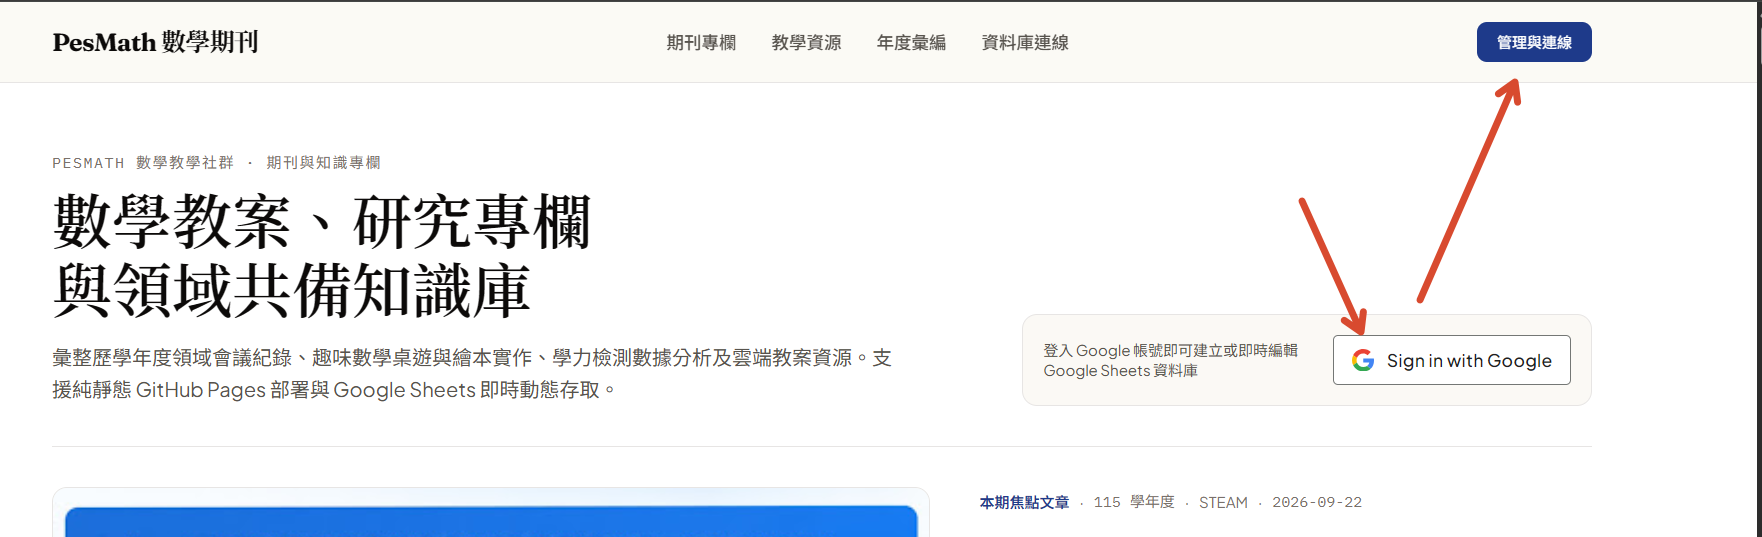 PesMath 數學期刊
期刊專欄 教學資源 年度彙編 資料庫連線
管理與連線
PESMATH 數學教學社群 · 期刊與知識專欄
數學教案、研究專欄
與領域共備知識庫
彙整歷學年度領域會議紀錄、趣味數學桌遊與繪本實作、學力檢測數據分析及雲端教案資源。支
援純靜態 GitHub Pages 部署與 Google Sheets 即時動態存取。
登入 Google 帳號即可建立或即時編輯
Google Sheets 資料庫
Sign in with Google
本期焦點文章 · 115 學年度 · STEAM · 2026-09-22